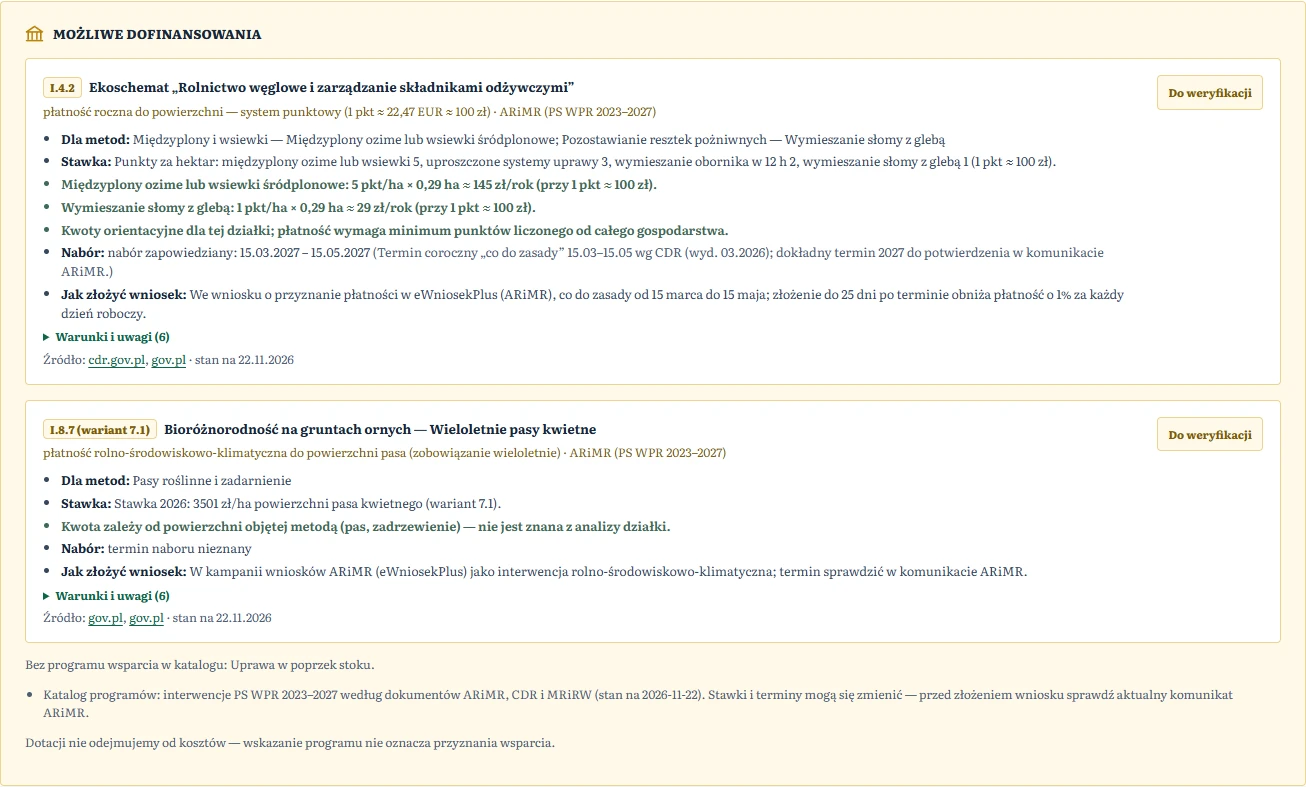 MOŻLIWE DOFINANSOWANIA
I.4.2 Ekoschemat „Rolnictwo węglowe i zarządzanie składnikami odżywczymi”
Do weryfikacji
płatność roczna do powierzchni — system punktowy (1 pkt ≈ 22,47 EUR ≈ 100 zł) · ARiMR (PS WPR 2023–2027)
• Dla metod: Międzyplony i wsiewki — Międzyplony ozime lub wsiewki śródplonowe; Pozostawianie resztek pożniwnych — Wymieszanie słomy z glebą
• Stawka: Punkty za hektar: międzyplony ozime lub wsiewki 5, uproszczone systemy uprawy 3, wymieszanie obornika w 12 h 2, wymieszanie słomy z glebą 1 (1 pkt ≈ 100 zł).
• Międzyplony ozime lub wsiewki śródplonowe: 5 pkt/ha × 0,29 ha ≈ 145 zł/rok (przy 1 pkt ≈ 100 zł).
• Wymieszanie słomy z glebą: 1 pkt/ha × 0,29 ha ≈ 29 zł/rok (przy 1 pkt ≈ 100 zł).
• Kwoty orientacyjne dla tej działki; płatność wymaga minimum punktów liczonego od całego gospodarstwa.
• Nabór: nabór zapowiedziany: 15.03.2027 – 15.05.2027 (Termin coroczny „co do zasady” 15.03–15.05 wg CDR (wyd. 03.2026); dokładny termin 2027 do potwierdzenia w komunikacie
ARiMR.)
• Jak złożyć wniosek: We wniosku o przyznanie płatności w eWniosekPlus (ARiMR), co do zasady od 15 marca do 15 maja; złożenie do 25 dni po terminie obniża płatność o 1% za każdy
dzień roboczy.
▶ Warunki i uwagi (6)
Źródło: cdr.gov.pl, gov.pl · stan na 22.11.2026
I.8.7 (wariant 7.1) Bioróżnorodność na gruntach ornych — Wieloletnie pasy kwietne
Do weryfikacji
płatność rolno-środowiskowo-klimatyczna do powierzchni pasa (zobowiązanie wieloletnie) · ARiMR (PS WPR 2023–2027)
• Dla metod: Pasy roślinne i zadarnienie
• Stawka: Stawka 2026: 3501 zł/ha powierzchni pasa kwietnego (wariant 7.1).
• Kwota zależy od powierzchni objętej metodą (pas, zadrzewienie) — nie jest znana z analizy działki.
• Nabór: termin naboru nieznany
• Jak złożyć wniosek: W kampanii wniosków ARiMR (eWniosekPlus) jako interwencja rolno-środowiskowo-klimatyczna; termin sprawdzić w komunikacie ARiMR.
▶ Warunki i uwagi (6)
Źródło: gov.pl, gov.pl · stan na 22.11.2026
Bez programu wsparcia w katalogu: Uprawa w poprzek stoku.
• Katalog programów: interwencje PS WPR 2023–2027 według dokumentów ARiMR, CDR i MRiRW (stan na 2026-11-22). Stawki i terminy mogą się zmienić — przed złożeniem wniosku sprawdź aktualny komunikat
ARiMR.
Dotacji nie odejmujemy od kosztów — wskazanie programu nie oznacza przyznania wsparcia.